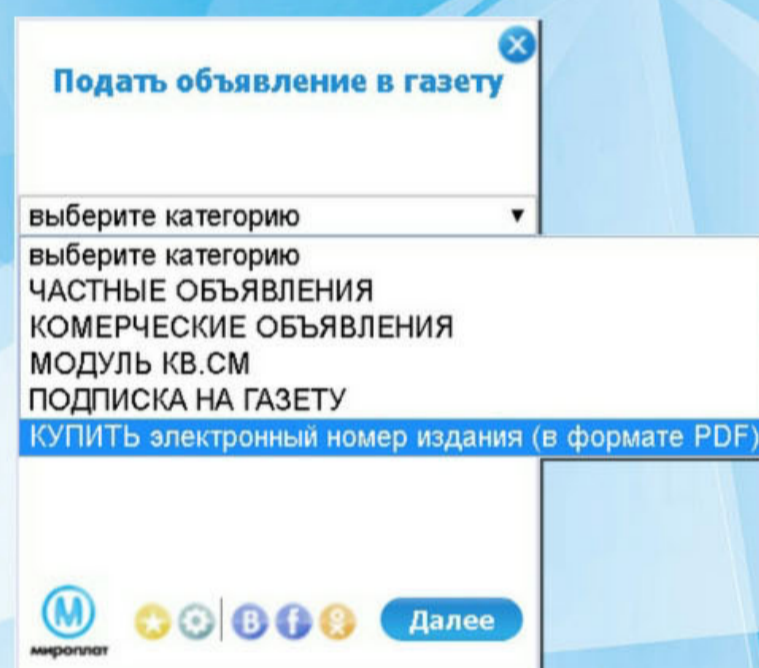 Подать объявление в газету
выберите категорию
выберите категорию
ЧАСТНЫЕ ОБЪЯВЛЕНИЯ
КОМЕРЧЕСКИЕ ОБЪЯВЛЕНИЯ
МОДУЛЬ КВ.СМ
ПОДПИСКА НА ГАЗЕТУ
КУПИТЬ электронный номер издания (в формате PDF)
М
B f
Далее
мироплат